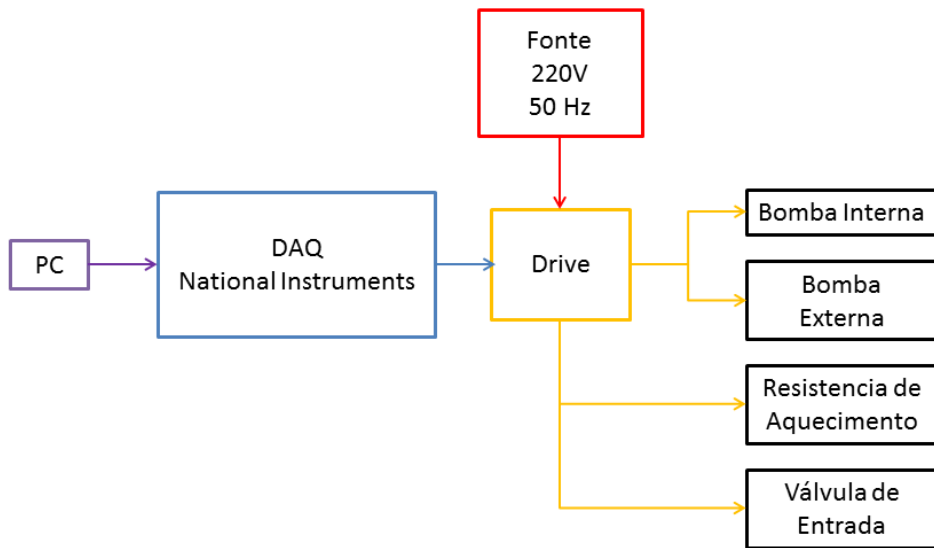 Fonte
220V
50 Hz
PC
DAQ
National Instruments
Drive
Bomba Interna
Bomba
Externa
Resistencia de
Aquecimento
Válvula de
Entrada